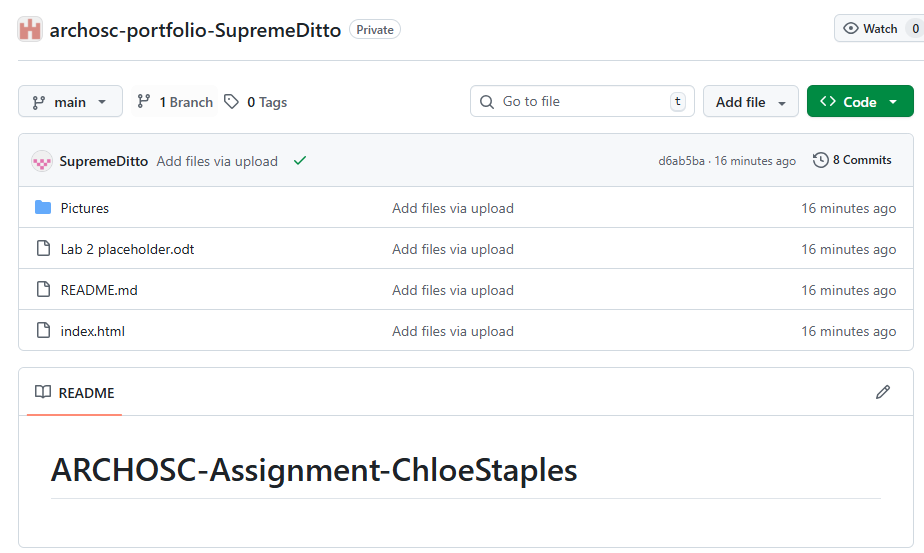 archosc-portfolio-SupremeDitto Private Watch 0
main 1 Branch 0 Tags Go to file t Add file Code
SupremeDitto Add files via upload d6ab5ba · 16 minutes ago 8 Commits
Pictures Add files via upload 16 minutes ago
Lab 2 placeholder.odt Add files via upload 16 minutes ago
README.md Add files via upload 16 minutes ago
index.html Add files via upload 16 minutes ago
README
ARCHOSC-Assignment-ChloeStaples